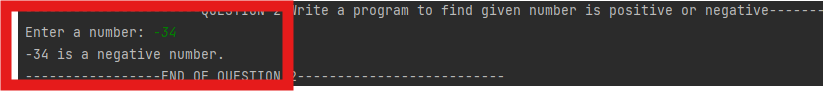 -----------------------QUESTION 2 Write a program to find given number is positive or negative-------
Enter a number: -34
-34 is a negative number.
-----------------END OF QUESTION 2--------------------------